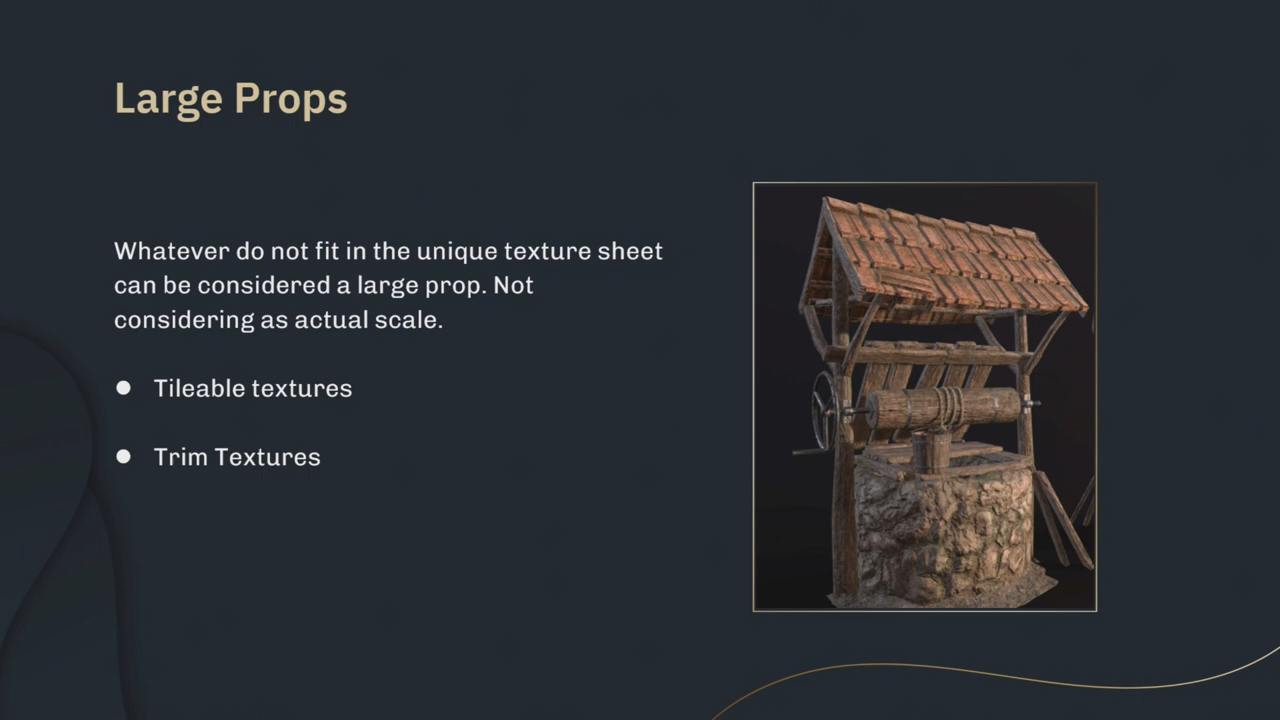 Large Props
Whatever do not fit in the unique texture sheet
can be considered a large prop. Not
considering as actual scale.
● Tileable textures
● Trim Textures